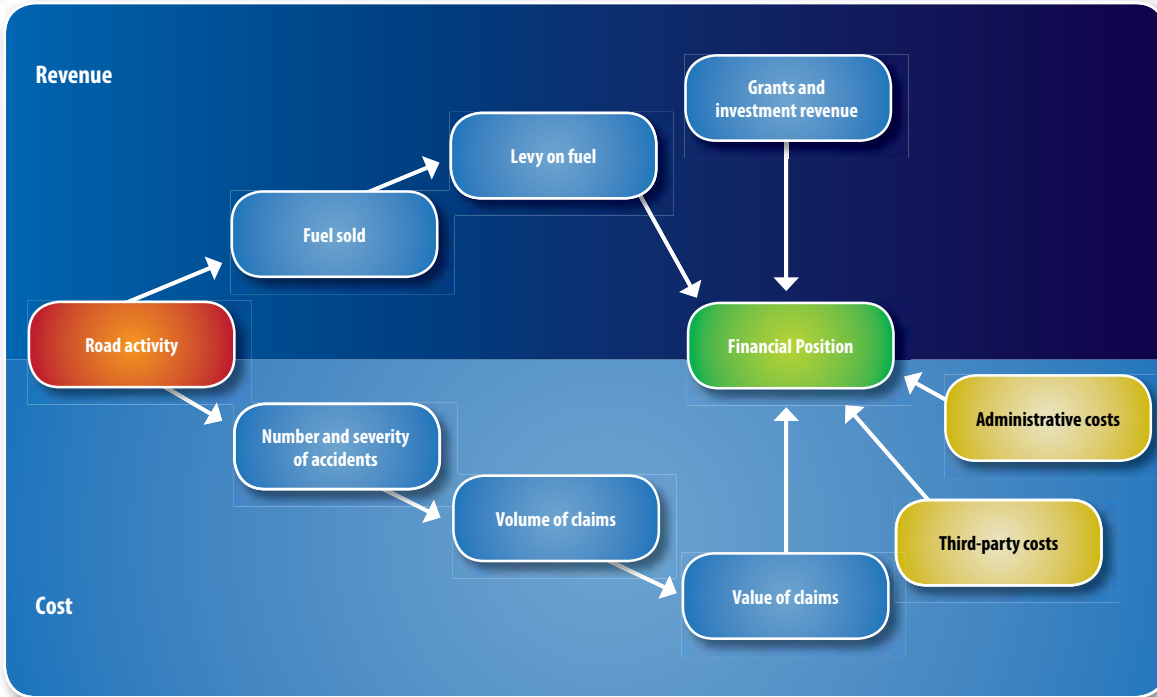 Revenue
Grants and
investment revenue
Levy on fuel
Fuel sold
Road activity
Financial Position
Administrative costs
Number and severity
of accidents
Volume of claims
Third-party costs
Value of claims
Cost